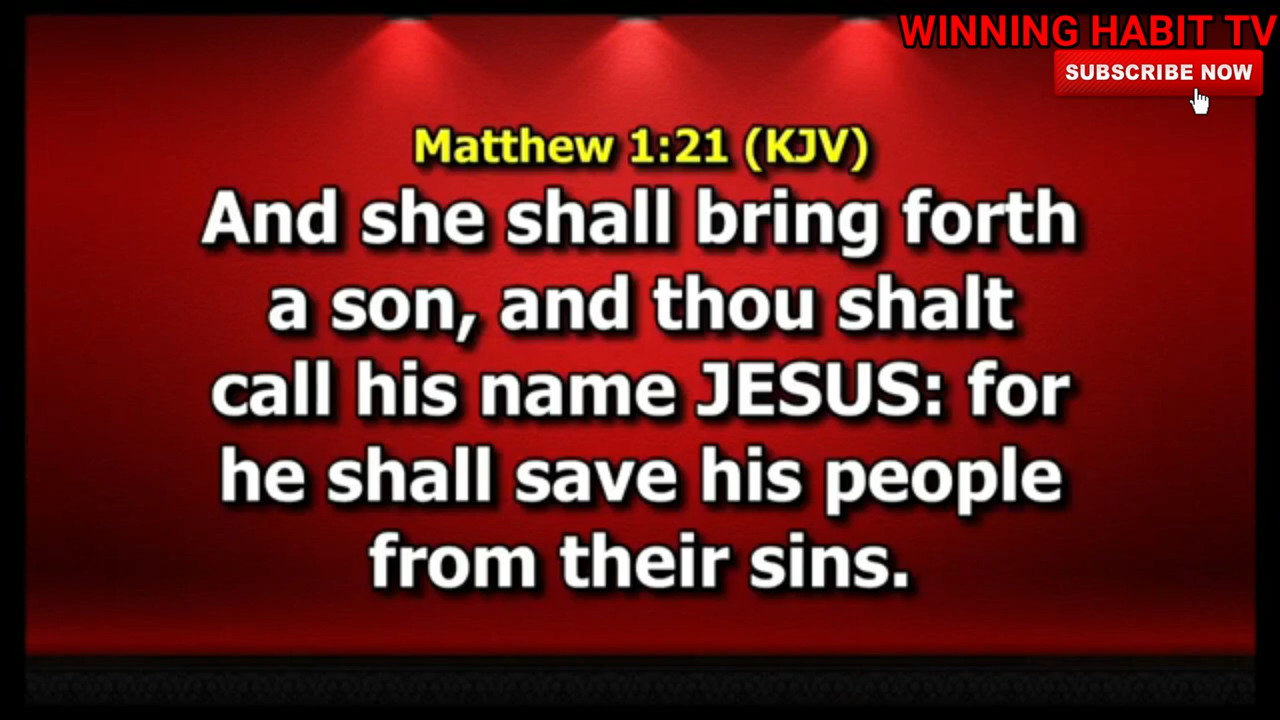 WINNING HABIT TV
SUBSCRIBE NOW
Matthew 1:21 (KJV)
And she shall bring forth
a son, and thou shalt
call his name JESUS: for
he shall save his people
from their sins.